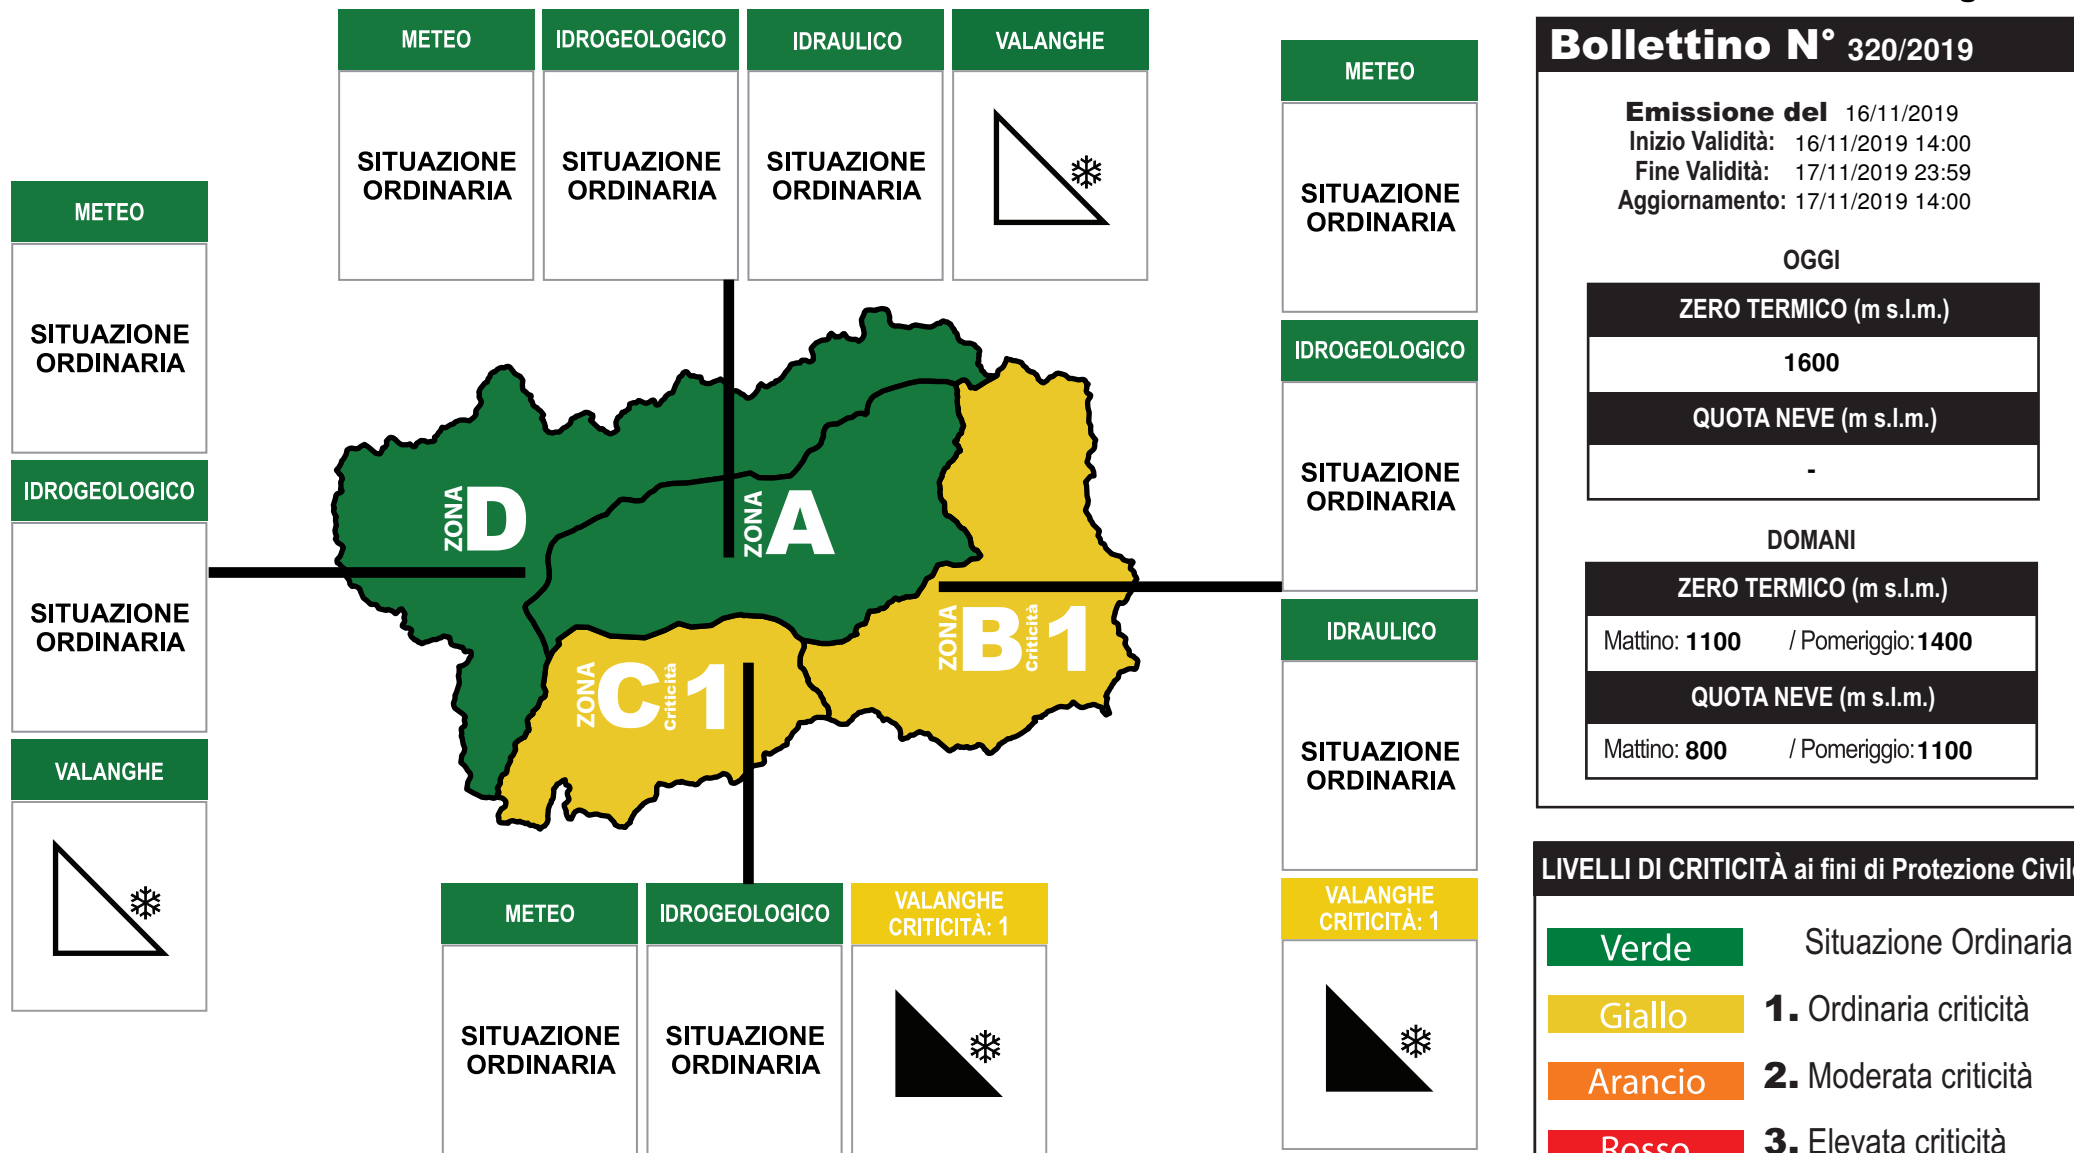 METEO
IDROGEOLOGICO
IDRAULICO
VALANGHE
SITUAZIONE
ORDINARIA
SITUAZIONE
ORDINARIA
SITUAZIONE
ORDINARIA
METEO
SITUAZIONE
ORDINARIA
IDROGEOLOGICO
SITUAZIONE
ORDINARIA
VALANGHE
ZONA D
ZONA A
ZONA B Criticità 1
ZONA C Criticità 1
METEO
SITUAZIONE
ORDINARIA
IDROGEOLOGICO
SITUAZIONE
ORDINARIA
IDRAULICO
SITUAZIONE
ORDINARIA
VALANGHE
CRITICITÀ: 1
METEO
IDROGEOLOGICO
VALANGHE
CRITICITÀ: 1
SITUAZIONE
ORDINARIA
SITUAZIONE
ORDINARIA
Bollettino N° 320/2019
Emissione del 16/11/2019
Inizio Validità: 16/11/2019 14:00
Fine Validità: 17/11/2019 23:59
Aggiornamento: 17/11/2019 14:00
OGGI
ZERO TERMICO (m s.l.m.)
1600
QUOTA NEVE (m s.l.m.)
-
DOMANI
ZERO TERMICO (m s.l.m.)
Mattino: 1100 / Pomeriggio: 1400
QUOTA NEVE (m s.l.m.)
Mattino: 800 / Pomeriggio: 1100
LIVELLI DI CRITICITÀ ai fini di Protezione Civile
Verde Situazione Ordinaria
Giallo 1. Ordinaria criticità
Arancio 2. Moderata criticità
Rosso 3. Elevata criticità